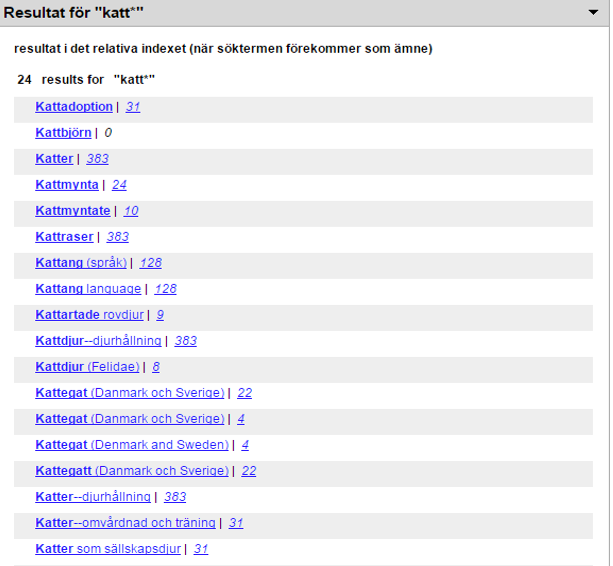 Resultat för "katt*"
resultat i det relativa indexet (när söktermen förekommer som ämne)
24 results for "katt*"
Kattadoption | 31
Kattbjörn | 0
Katter | 383
Kattmynta | 24
Kattmyntate | 10
Kattraser | 383
Kattang (språk) | 128
Kattang language | 128
Kattartade rovdjur | 9
Kattdjur--djurhållning | 383
Kattdjur (Felidae) | 8
Kattegat (Danmark och Sverige) | 22
Kattegat (Danmark och Sverige) | 4
Kattegat (Denmark and Sweden) | 4
Kattegatt (Danmark och Sverige) | 22
Katter--djurhållning | 383
Katter--omvårdnad och träning | 31
Katter som sällskapsdjur | 31